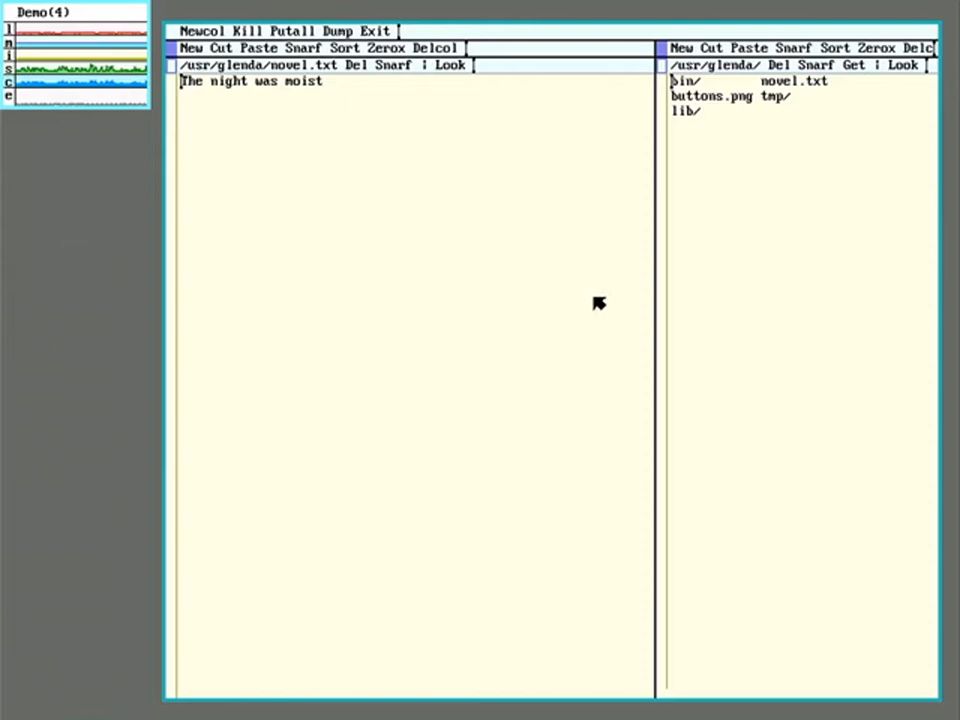 Demo(4)
l
m
i
s
c
e
Newcol Kill Putall Dump Exit
New Cut Paste Snarf Sort Zerox Delcol
/usr/glenda/novel.txt Del Snarf | Look
The night was moist
New Cut Paste Snarf Sort Zerox Delc
/usr/glenda/ Del Snarf Get | Look
bin/ novel.txt
buttons.png tmp/
lib/